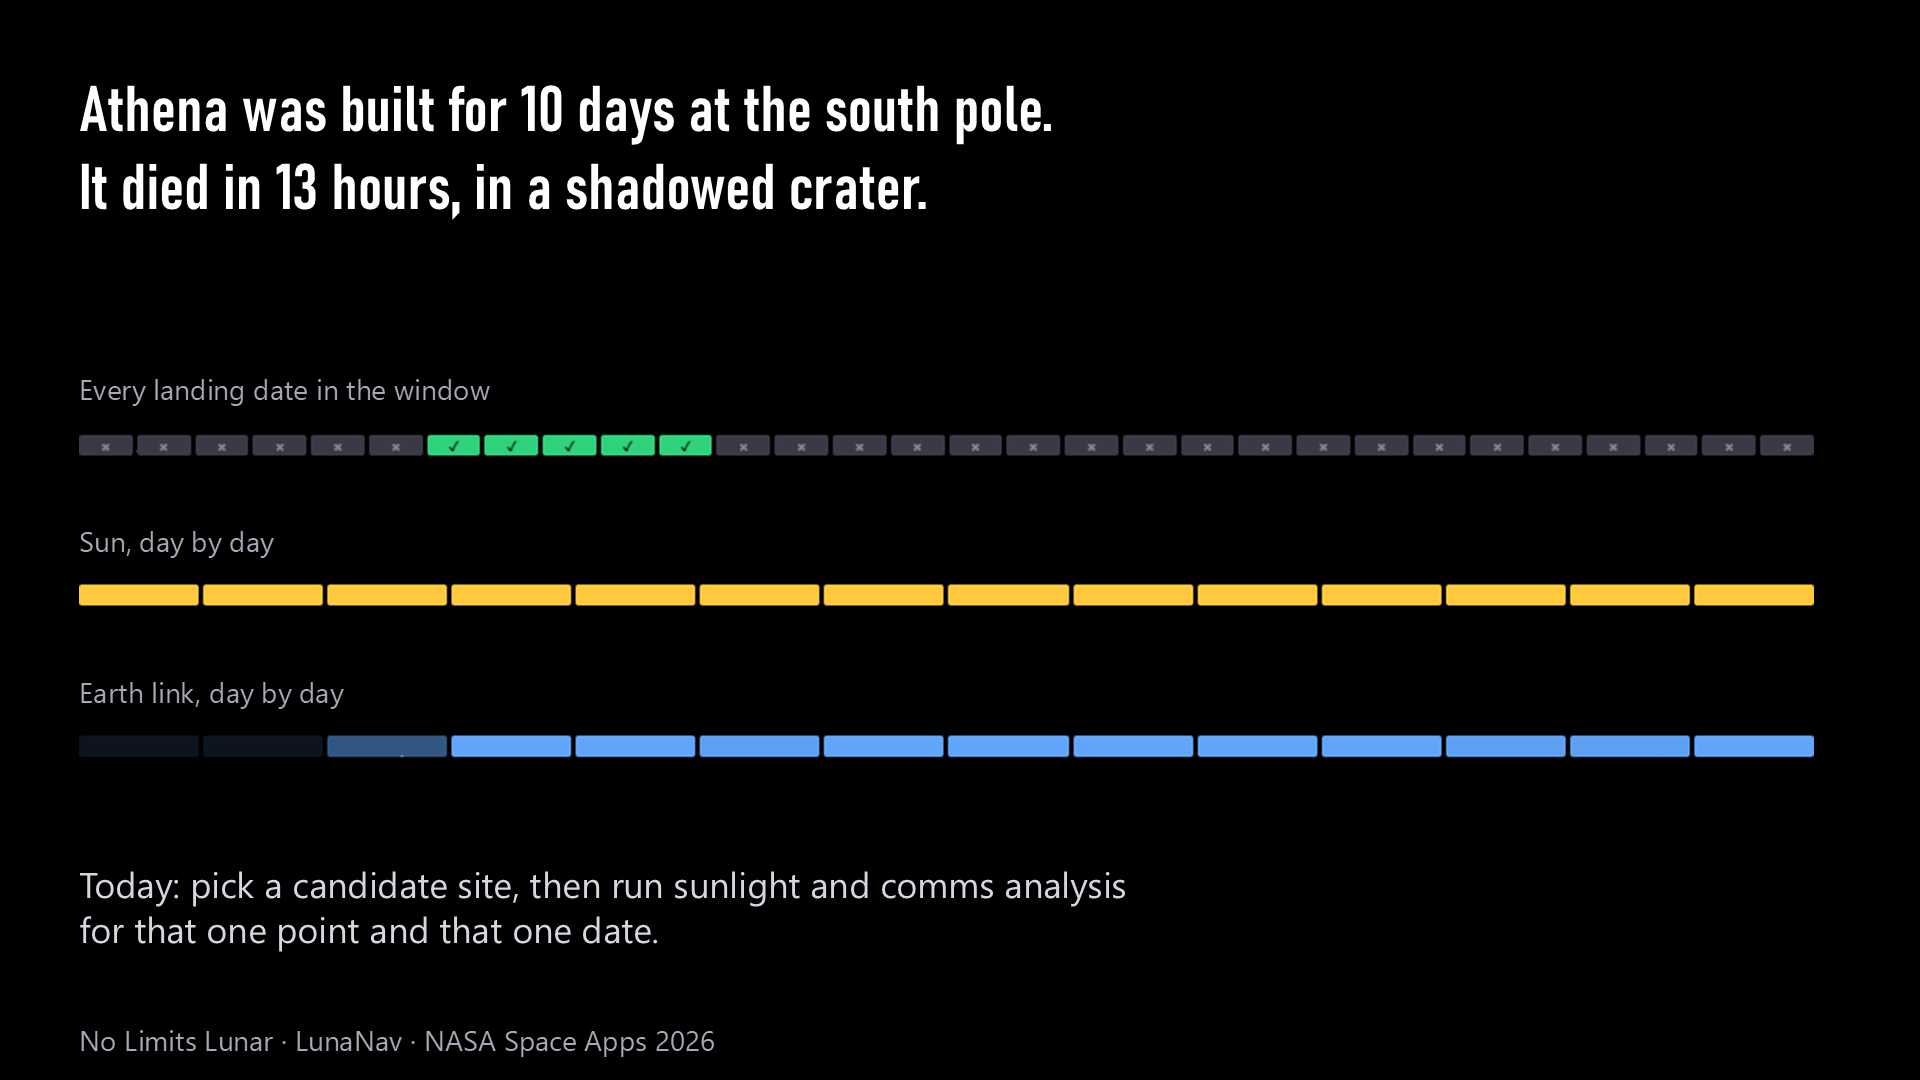 Athena was built for 10 days at the south pole.
It died in 13 hours, in a shadowed crater.
Every landing date in the window
× × × × × × ✓ ✓ ✓ ✓ ✓ × × × × × × × × × × × × × × × × × × ×
Sun, day by day
Earth link, day by day
Today: pick a candidate site, then run sunlight and comms analysis
for that one point and that one date.
No Limits Lunar · LunaNav · NASA Space Apps 2026